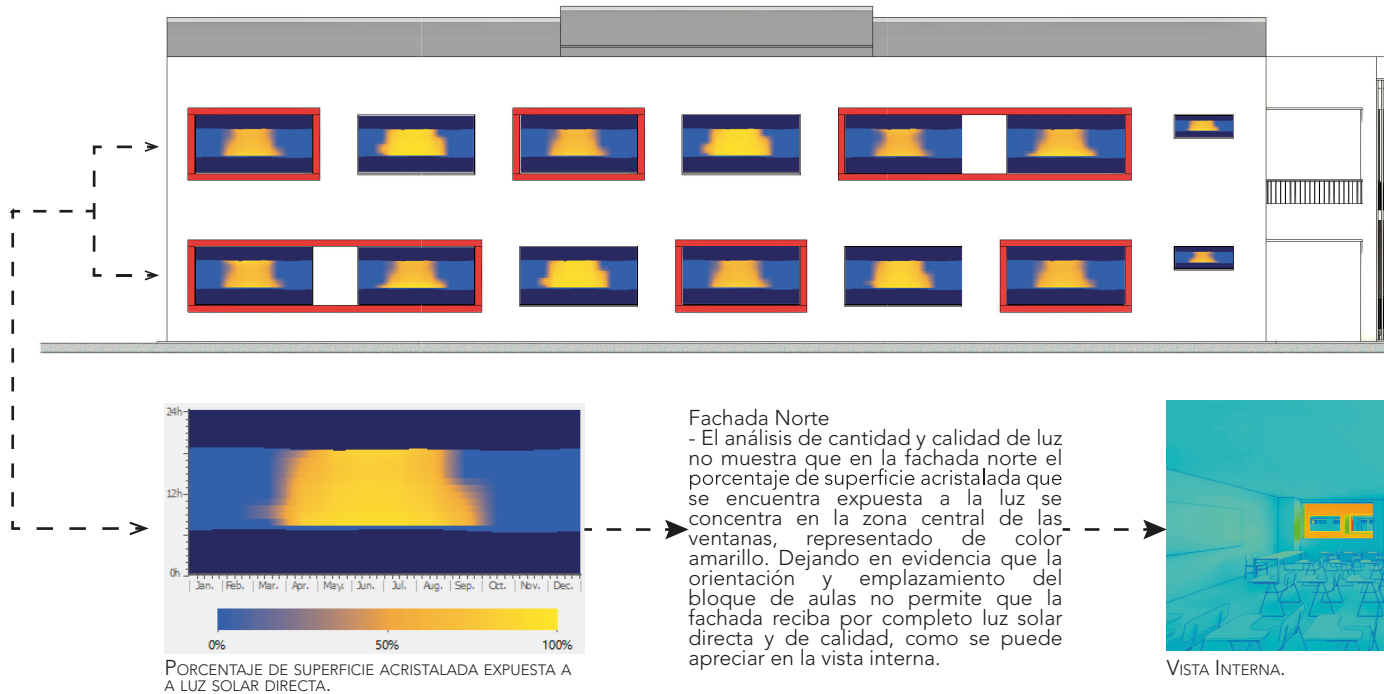 24h
12h
0h
Jan. Feb. Mar. Apr. May. Jun. Jul. Aug. Sep. Oct. Nov. Dec.
0% 50% 100%
PORCENTAJE DE SUPERFICIE ACRISTALADA EXPUESTA A
A LUZ SOLAR DIRECTA.
Fachada Norte
- El análisis de cantidad y calidad de luz
no muestra que en la fachada norte el
porcentaje de superficie acristalada que
se encuentra expuesta a la luz se
concentra en la zona central de las
ventanas, representado de color
amarillo. Dejando en evidencia que la
orientación y emplazamiento del
bloque de aulas no permite que la
fachada reciba por completo luz solar
directa y de calidad, como se puede
apreciar en la vista interna.
VISTA INTERNA.